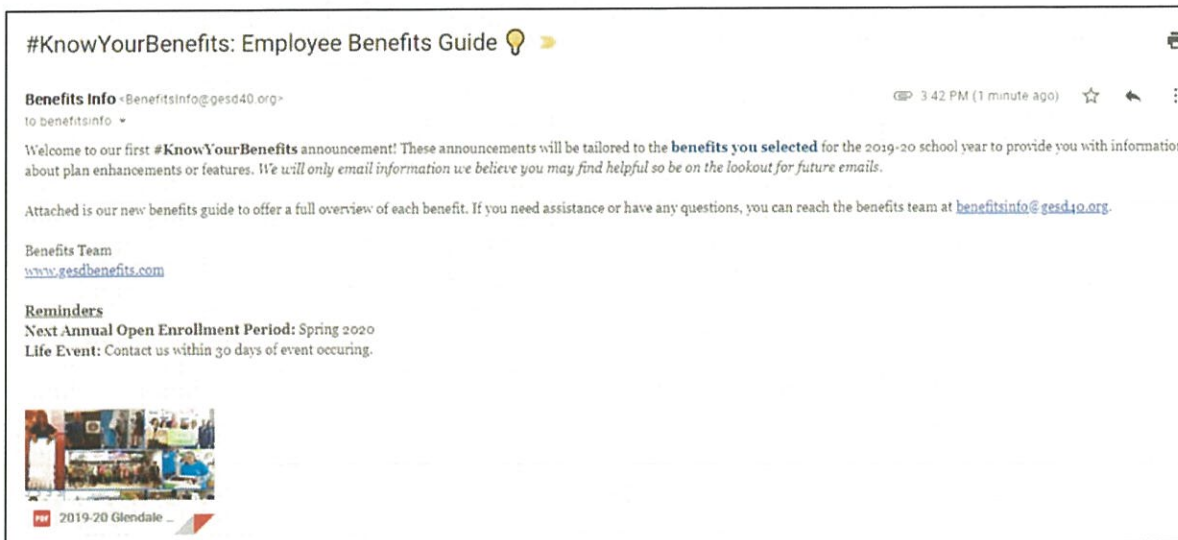 #KnowYourBenefits: Employee Benefits Guide
Benefits Info <BenefitsInfo@gesd40.org>
3:42 PM (1 minute ago)
to benefitsinfo
Welcome to our first #KnowYourBenefits announcement! These announcements will be tailored to the benefits you selected for the 2019-20 school year to provide you with information
about plan enhancements or features. We will only email information we believe you may find helpful so be on the lookout for future emails.
Attached is our new benefits guide to offer a full overview of each benefit. If you need assistance or have any questions, you can reach the benefits team at benefitsinfo@gesd40.org.
Benefits Team
www.gesdbenefits.com
Reminders
Next Annual Open Enrollment Period: Spring 2020
Life Event: Contact us within 30 days of event occuring.
PDF 2019-20 Glendale ...